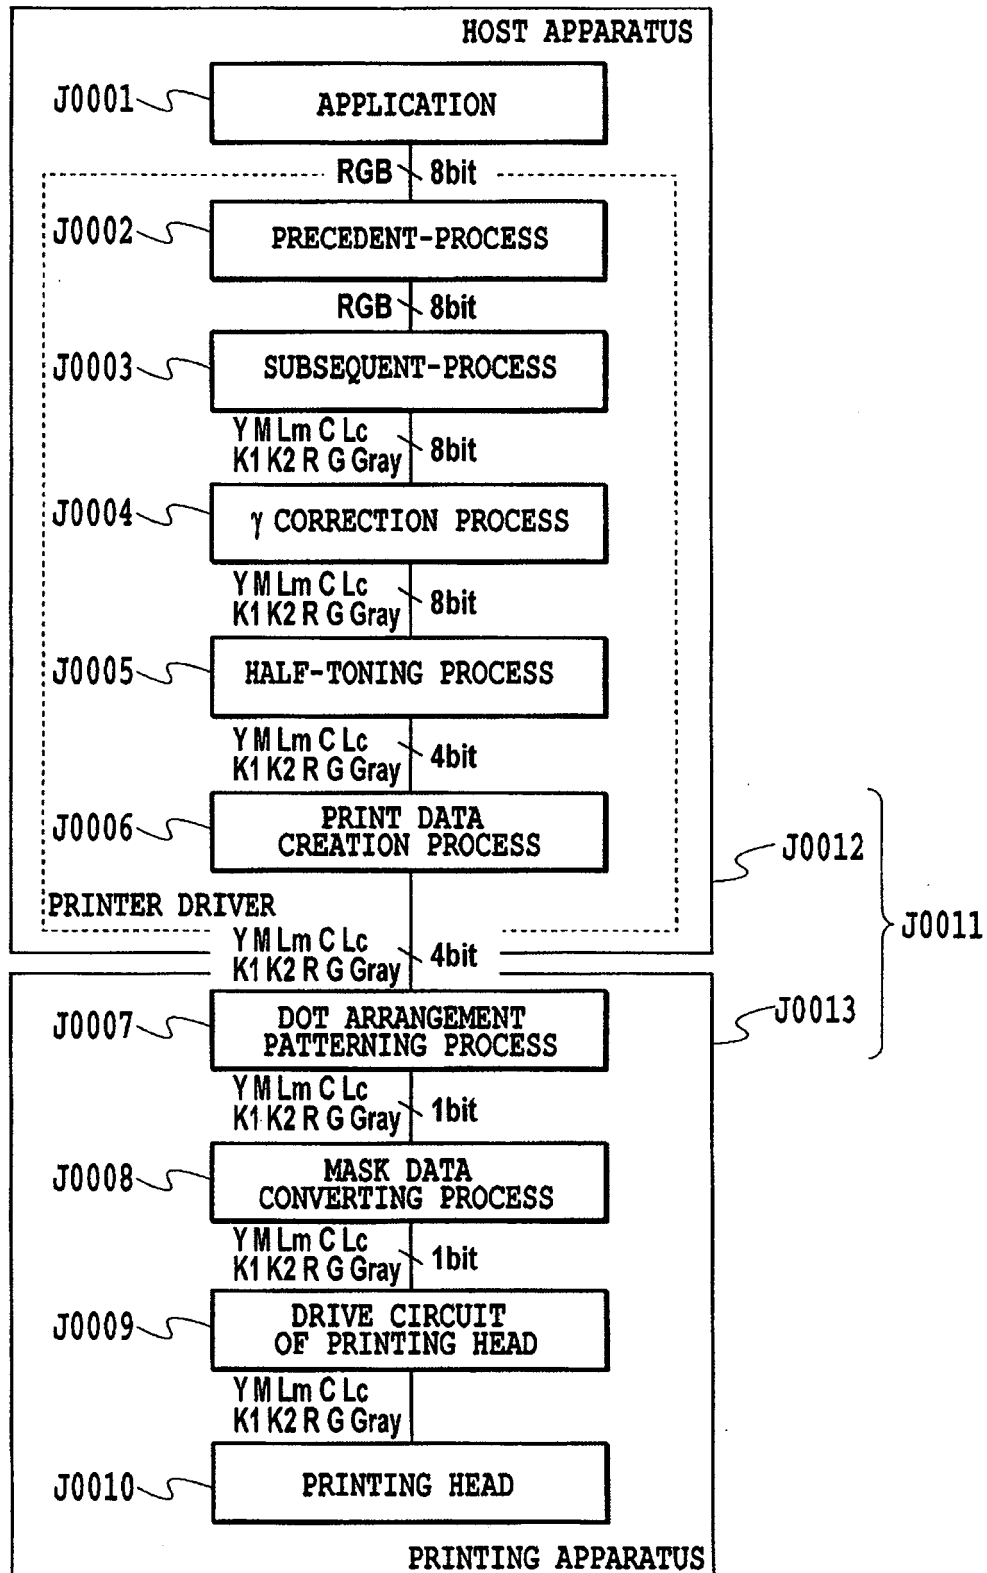 HOST APPARATUS
J0001
APPLICATION
RGB 8bit
J0002
PRECEDENT-PROCESS
RGB 8bit
J0003
SUBSEQUENT-PROCESS
Y M Lm C Lc
K1 K2 R G Gray
8bit
J0004
γ CORRECTION PROCESS
Y M Lm C Lc
K1 K2 R G Gray
8bit
J0005
HALF-TONING PROCESS
Y M Lm C Lc
K1 K2 R G Gray
4bit
J0006
PRINT DATA
CREATION PROCESS
J0012
PRINTER DRIVER
J0011
Y M Lm C Lc
K1 K2 R G Gray
4bit
J0013
J0007
DOT ARRANGEMENT
PATTERNING PROCESS
Y M Lm C Lc
K1 K2 R G Gray
1bit
J0008
MASK DATA
CONVERTING PROCESS
Y M Lm C Lc
K1 K2 R G Gray
1bit
J0009
DRIVE CIRCUIT
OF PRINTING HEAD
Y M Lm C Lc
K1 K2 R G Gray
J0010
PRINTING HEAD
PRINTING APPARATUS